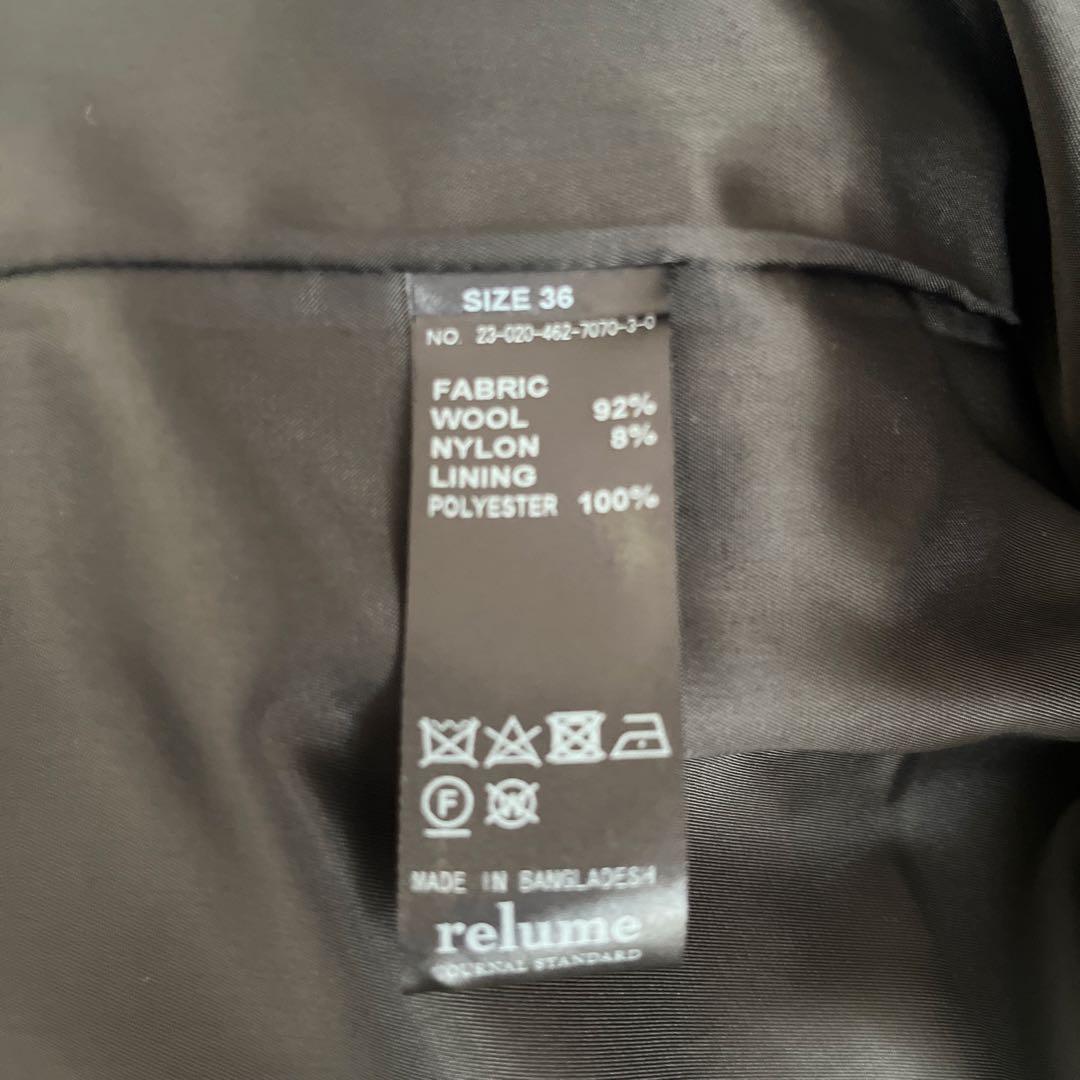 SIZE 36
NO. 23-020-462-7070-3-0
FABRIC
WOOL 92%
NYLON 8%
LINING
POLYESTER 100%
F W
MADE IN BANGLADESH
relume
JOURNAL STANDARD